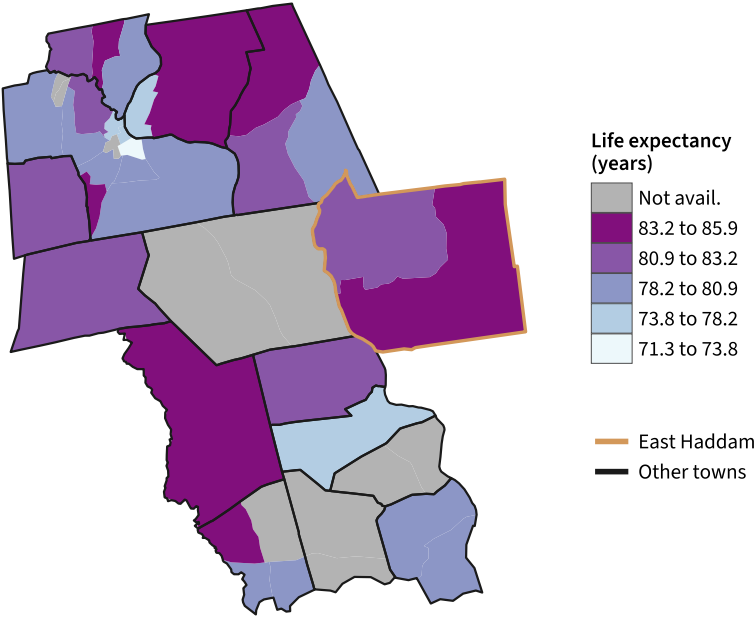 Life expectancy
(years)
Not avail.
83.2 to 85.9
80.9 to 83.2
78.2 to 80.9
73.8 to 78.2
71.3 to 73.8
East Haddam
Other towns